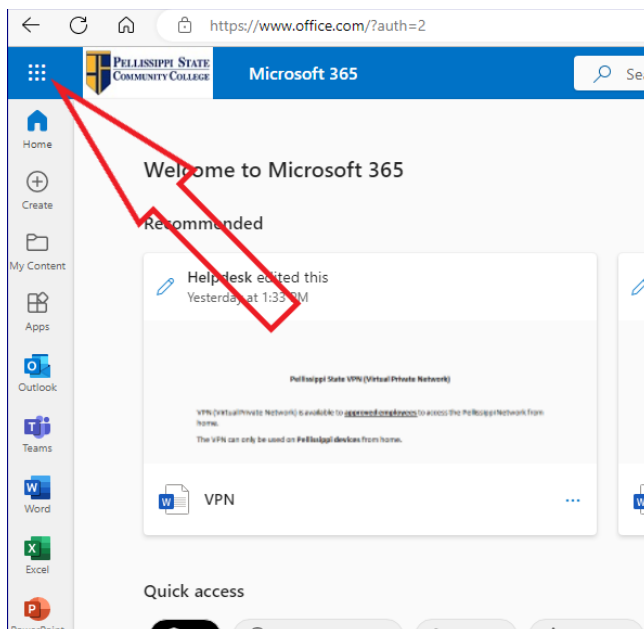 https://www.office.com/?auth=2
PELLISSIPPI STATE
COMMUNITY COLLEGE
Microsoft 365
Sea
Home
Create
My Content
Apps
Outlook
Teams
Word
Excel
PowerPoint
Welcome to Microsoft 365
Recommended
Helpdesk edited this
Yesterday at 1:33 PM
Pellissippi State VPN (Virtual Private Network)
VPN (Virtual Private Network) is available to approved employees to access the Pellissippi Network from
home.
The VPN can only be used on Pellissippi devices from home.
W
VPN
Quick access